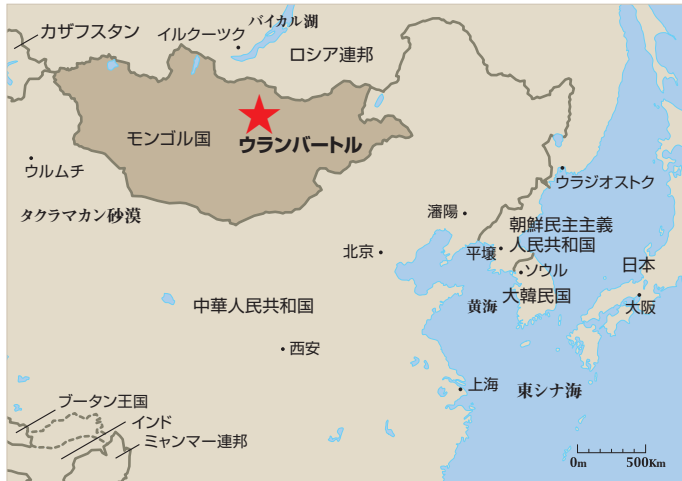 カザフスタン
イルクーツク
バイカル湖
ロシア連邦
モンゴル国
ウランバートル
ウルムチ
タクラマカン砂漠
ウラジオストク
瀋陽
朝鮮民主主義
人民共和国
北京
平壌
ソウル
日本
大韓民国
大阪
中華人民共和国
黄海
西安
上海
東シナ海
ブータン王国
インド
ミャンマー連邦
0m
500Km